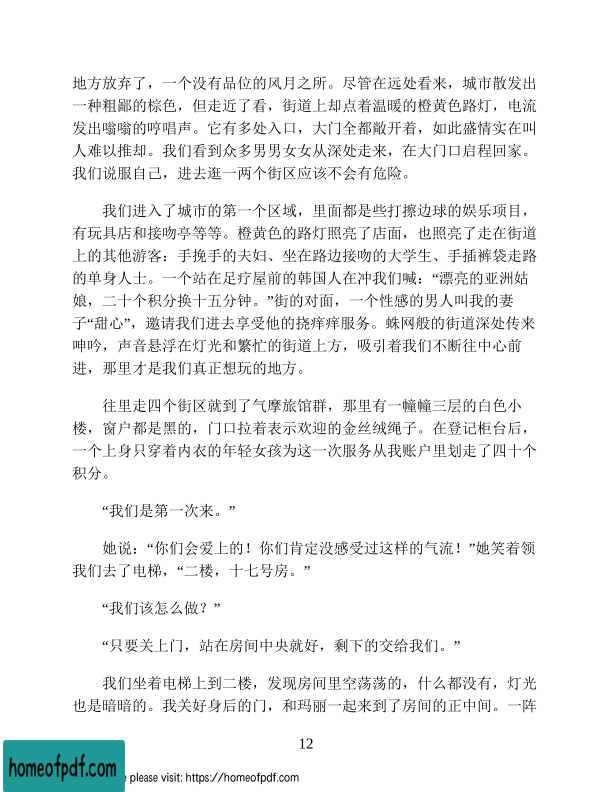 地方放弃了，一个没有品位的风月之所。尽管在远处看来，城市散发出
一种粗鄙的棕色，但走近了看，街道上却点着温暖的橙黄色路灯，电流
发出嗡嗡的哼唱声。它有多处入口，大门全都敞开着，如此盛情实在叫
人难以推却。我们看到众多男男女女从深处走来，在大门口启程回家。
我们说服自己，进去逛一两个街区应该不会有危险。
我们进入了城市的第一个区域，里面都是些打擦边球的娱乐项目，
有玩具店和接吻亭等等。橙黄色的路灯照亮了店面，也照亮了走在街道
上的其他游客：手挽手的夫妇、坐在路边接吻的大学生、手插裤袋走路
的单身人士。一个站在足疗屋前的韩国人在冲我们喊：“漂亮的亚洲姑
娘，二十个积分换十五分钟。”街的对面，一个性感的男人叫我的妻
子“甜心”，邀请我们进去享受他的挠痒痒服务。蛛网般的街道深处传来
呻吟，声音悬浮在灯光和繁忙的街道上方，吸引着我们不断往中心前
进，那里才是我们真正想玩的地方。
往里走四个街区就到了气摩旅馆群，那里有一幢幢三层的白色小
楼，窗户都是黑的，门口拉着表示欢迎的金丝绒绳子。在登记柜台后，
一个上身只穿着内衣的年轻女孩为这一次服务从我账户里划走了四十个
积分。
“我们是第一次来。”
她说：“你们会爱上的！你们肯定没感受过这样的气流！”她笑着领
我们去了电梯，“二楼，十七号房。”
“我们该怎么做？”
“只要关上门，站在房间中央就好，剩下的交给我们。”
我们坐着电梯上到二楼，发现房间里空荡荡的，什么都没有，灯光
也是暗暗的。我关好身后的门，和玛丽一起来到了房间的正中间。一阵
12
homeofpdf.com
e please visit: https://homeofpdf.com